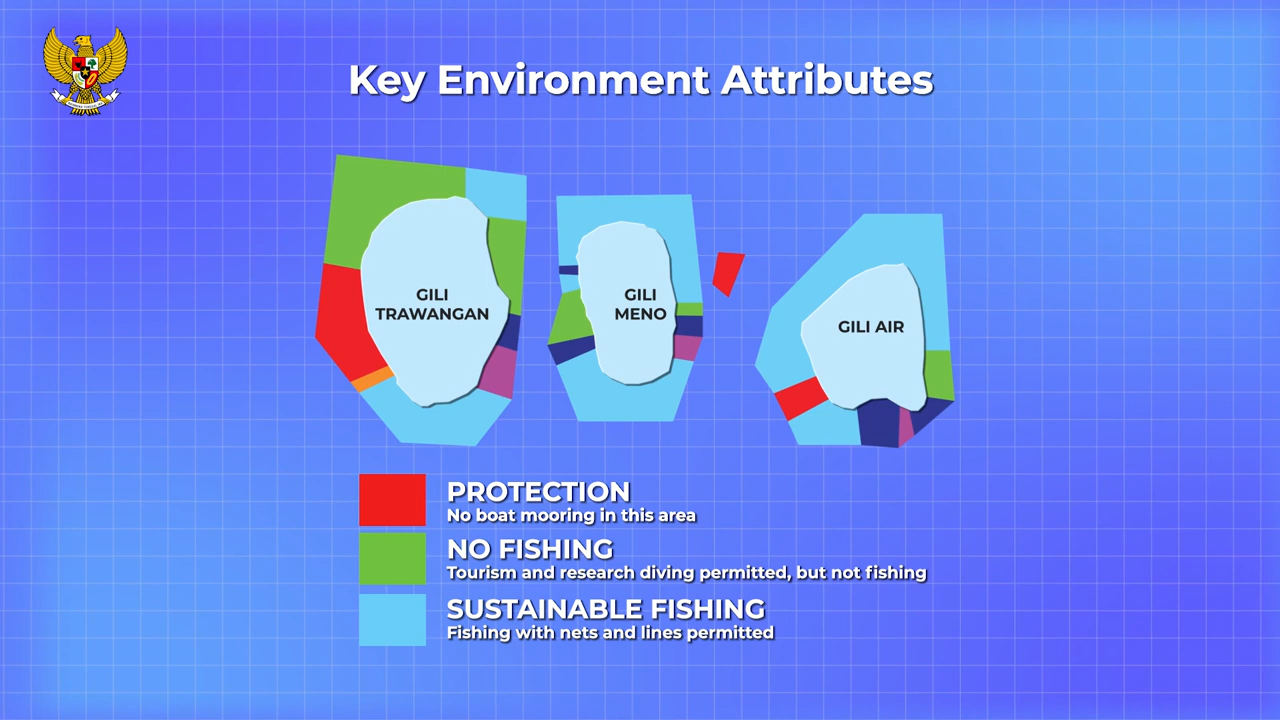 Key Environment Attributes
GILI
TRAWANGAN
GILI
MENO
GILI AIR
PROTECTION
No boat mooring in this area
NO FISHING
Tourism and research diving permitted, but not fishing
SUSTAINABLE FISHING
Fishing with nets and lines permitted